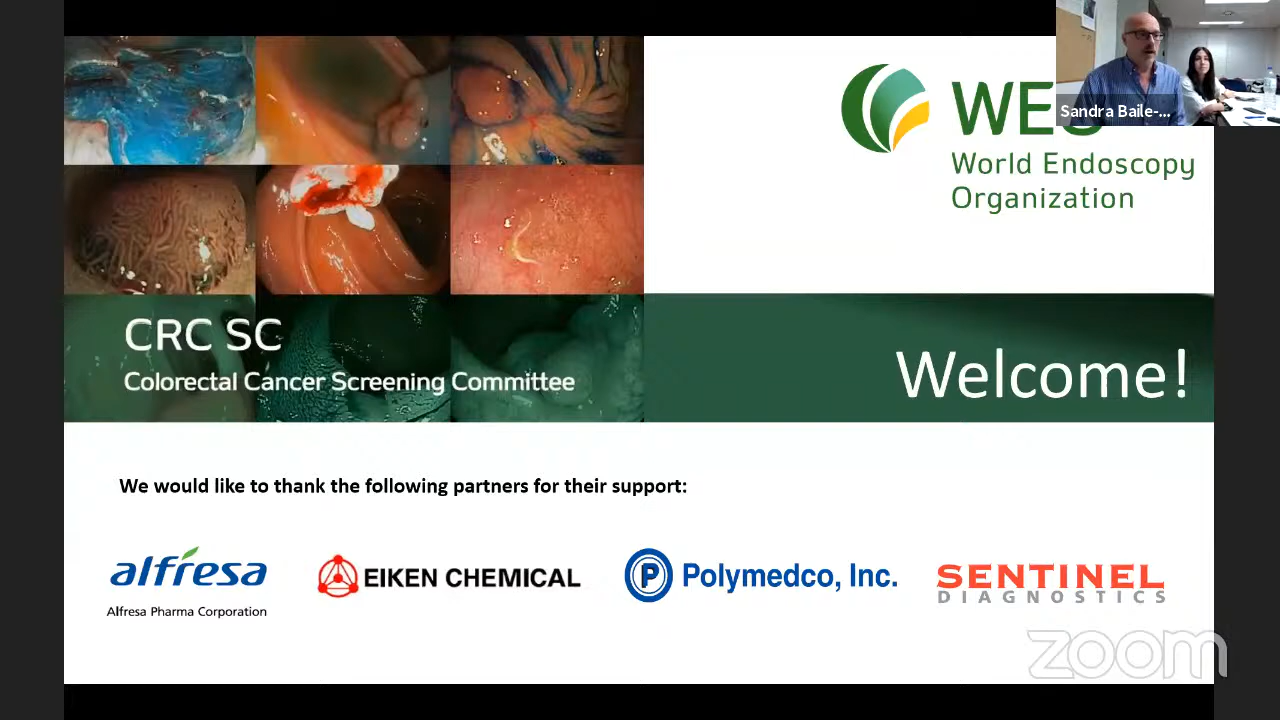 WEO
World Endoscopy
Organization
Sandra Baile-...
CRC SC
Colorectal Cancer Screening Committee
Welcome!
We would like to thank the following partners for their support:
alfresa
Alfresa Pharma Corporation
EIKEN CHEMICAL
P Polymedco, Inc.
SENTINEL
DIAGNOSTICS
zoom